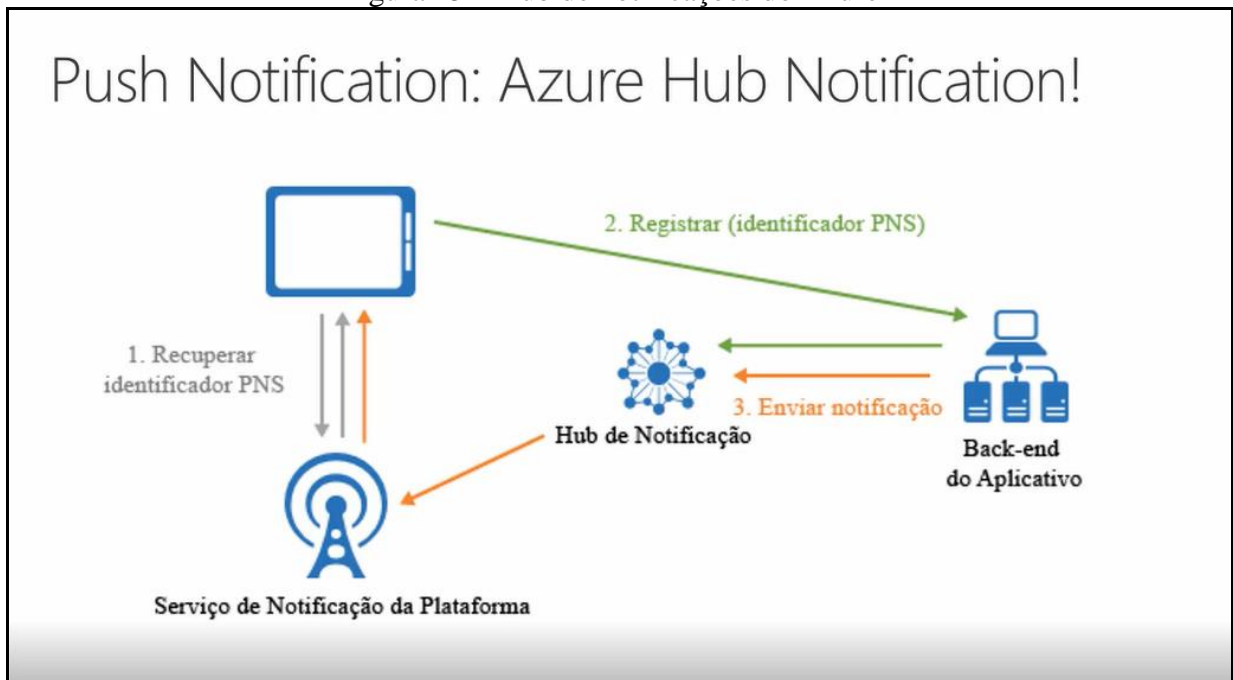 Push Notification: Azure Hub Notification!
2. Registrar (identificador PNS)
1. Recuperar
identificador PNS
3. Enviar notificação
Hub de Notificação
Back-end
do Aplicativo
Serviço de Notificação da Plataforma